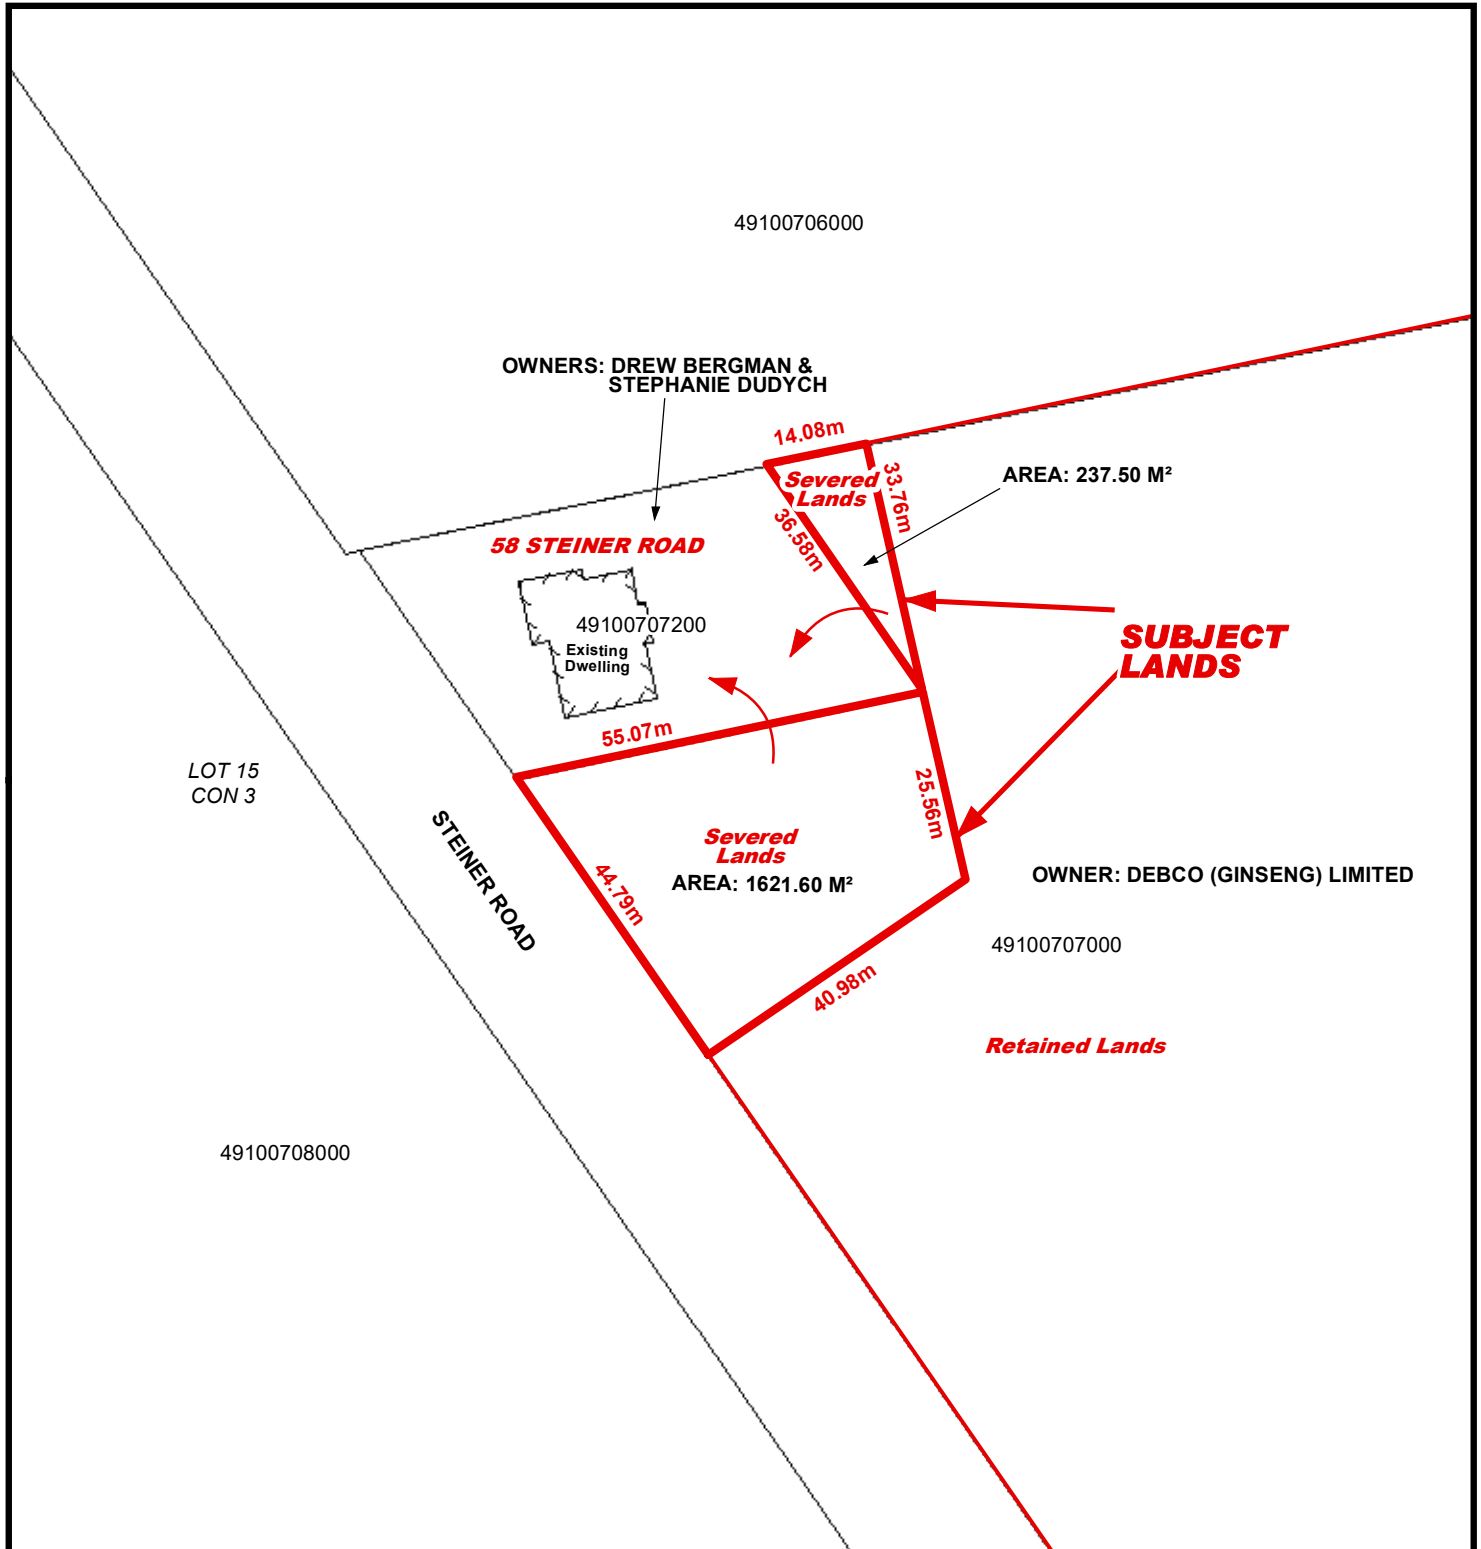 49100706000
OWNERS: DREW BERGMAN &
STEPHANIE DUDYCH
14.08m
Severed
Lands
33.76m
AREA: 237.50 M²
36.58m
58 STEINER ROAD
49100707200
Existing
Dwelling
SUBJECT
LANDS
55.07m
LOT 15
CON 3
STEINER ROAD
25.56m
Severed
Lands
AREA: 1621.60 M²
44.79m
OWNER: DEBCO (GINSENG) LIMITED
49100707000
40.98m
Retained Lands
49100708000